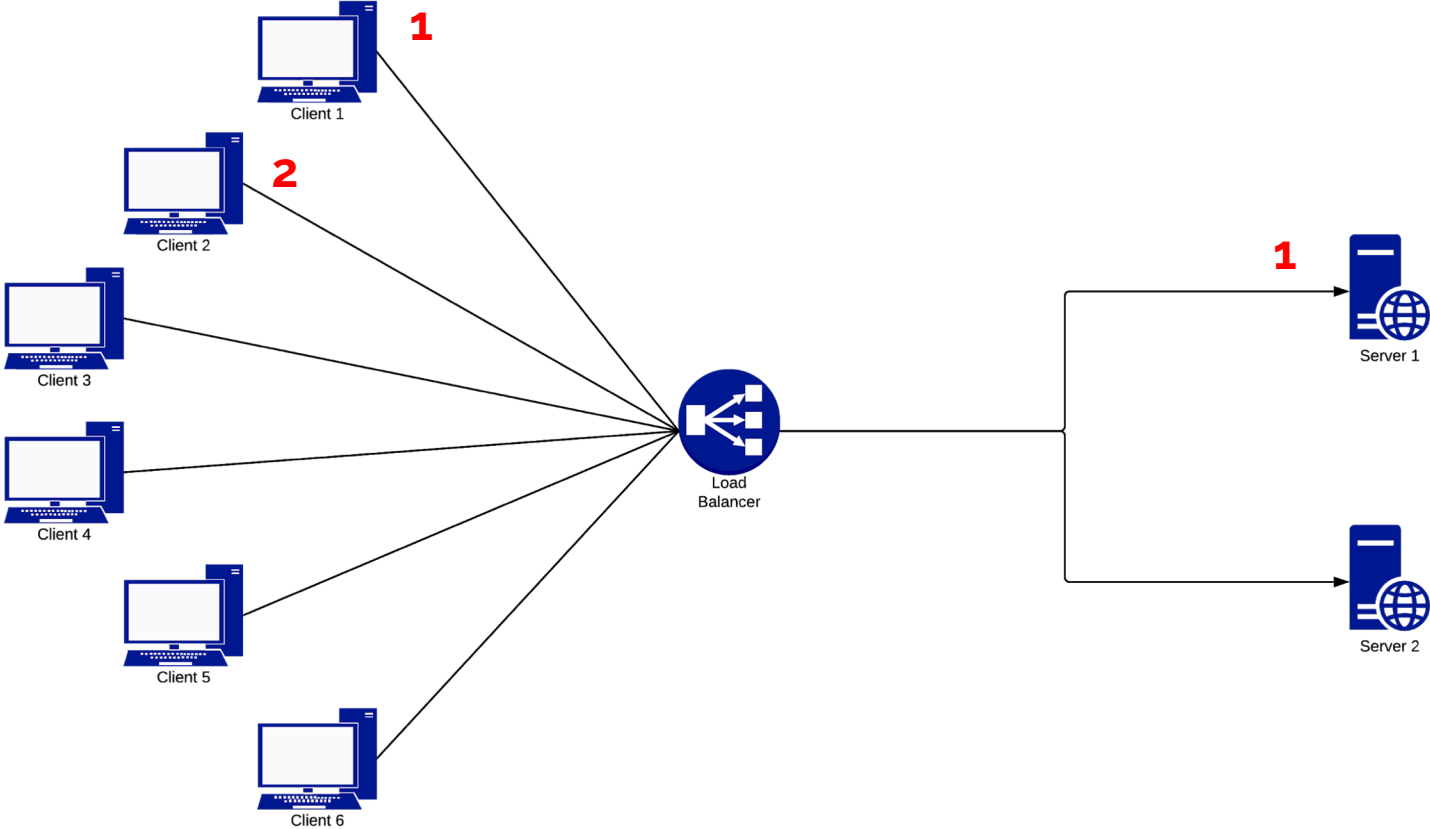 1
Client 1
2
Client 2
1
Server 1
Client 3
Load
Balancer
Client 4
Server 2
Client 5
Client 6